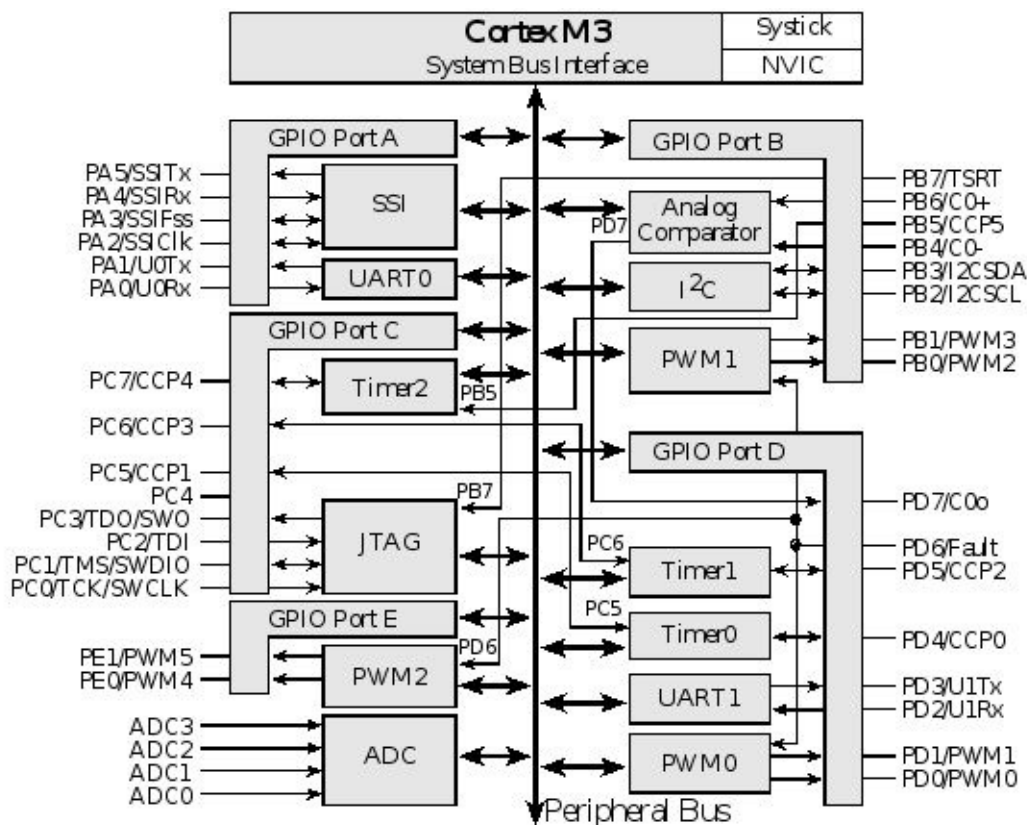 Cortex M3
System Bus Interface
Systick
NVIC
GPIO Port A
PA5/SSITx
PA4/SSIRx
PA3/SSIFss
PA2/SSIClk
SSI
PA1/U0Tx
PA0/U0Rx
UART0
GPIO Port C
PC7/CCP4
Timer2
PB5
PC6/CCP3
PC5/CCP1
PC4
PB7
PC3/TDO/SWO
PC2/TDI
PC1/TMS/SWDIO
PC0/TCK/SWCLK
JTAG
GPIO Port E
PD6
PE1/PWM5
PE0/PWM4
PWM2
ADC3
ADC2
ADC1
ADC0
ADC
GPIO Port B
PB7/TSRT
PB6/C0+
PB5/CCP5
PB4/C0-
PB3/I2CSDA
PB2/I2CSCL
PD7
Analog
Comparator
I²C
PWM1
PB1/PWM3
PB0/PWM2
GPIO Port D
PD7/C0o
PD6/Fault
PD5/CCP2
PC6
Timer1
PC5
Timer0
PD4/CCP0
UART1
PD3/U1Tx
PD2/U1Rx
PWM0
PD1/PWM1
PD0/PWM0
Peripheral Bus